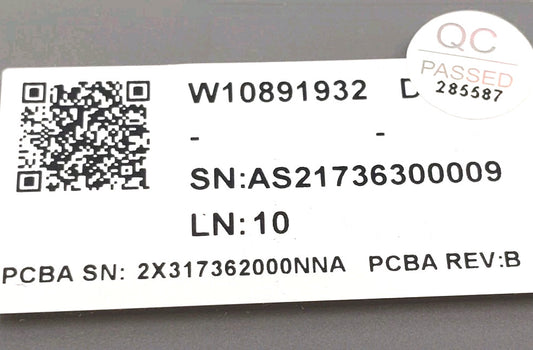 QC
PASSED
285587
W10891932 D
- -
SN:AS21736300009
LN:10
PCBA SN: 2X317362000NNA PCBA REV:B